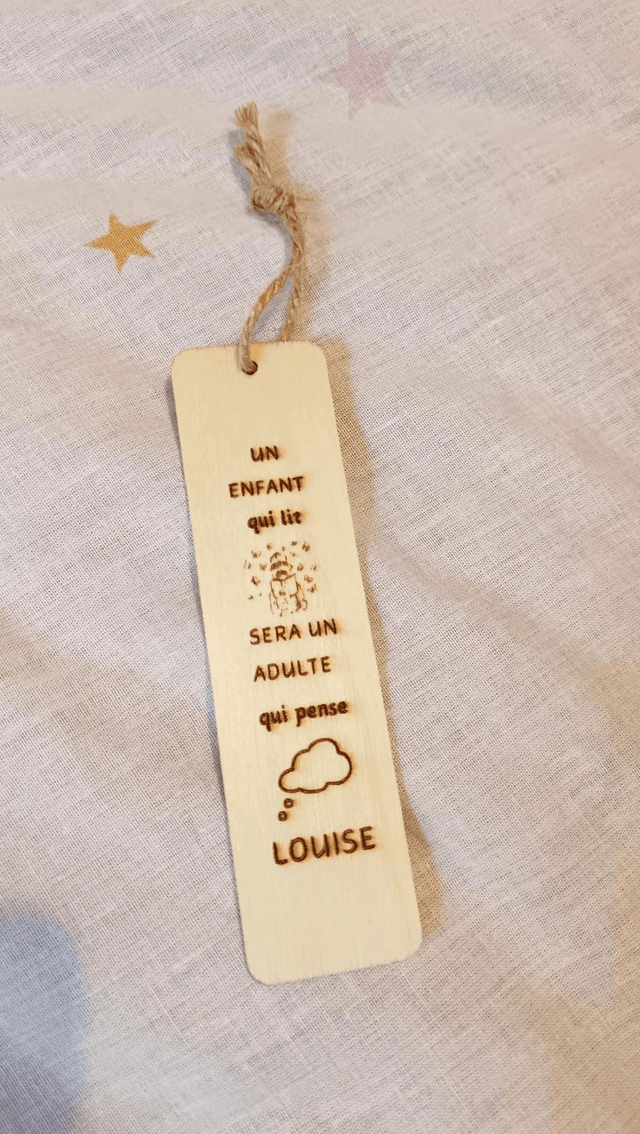 UN
ENFANT
qui lit
SERA UN
ADULTE
qui pense
LOUISE